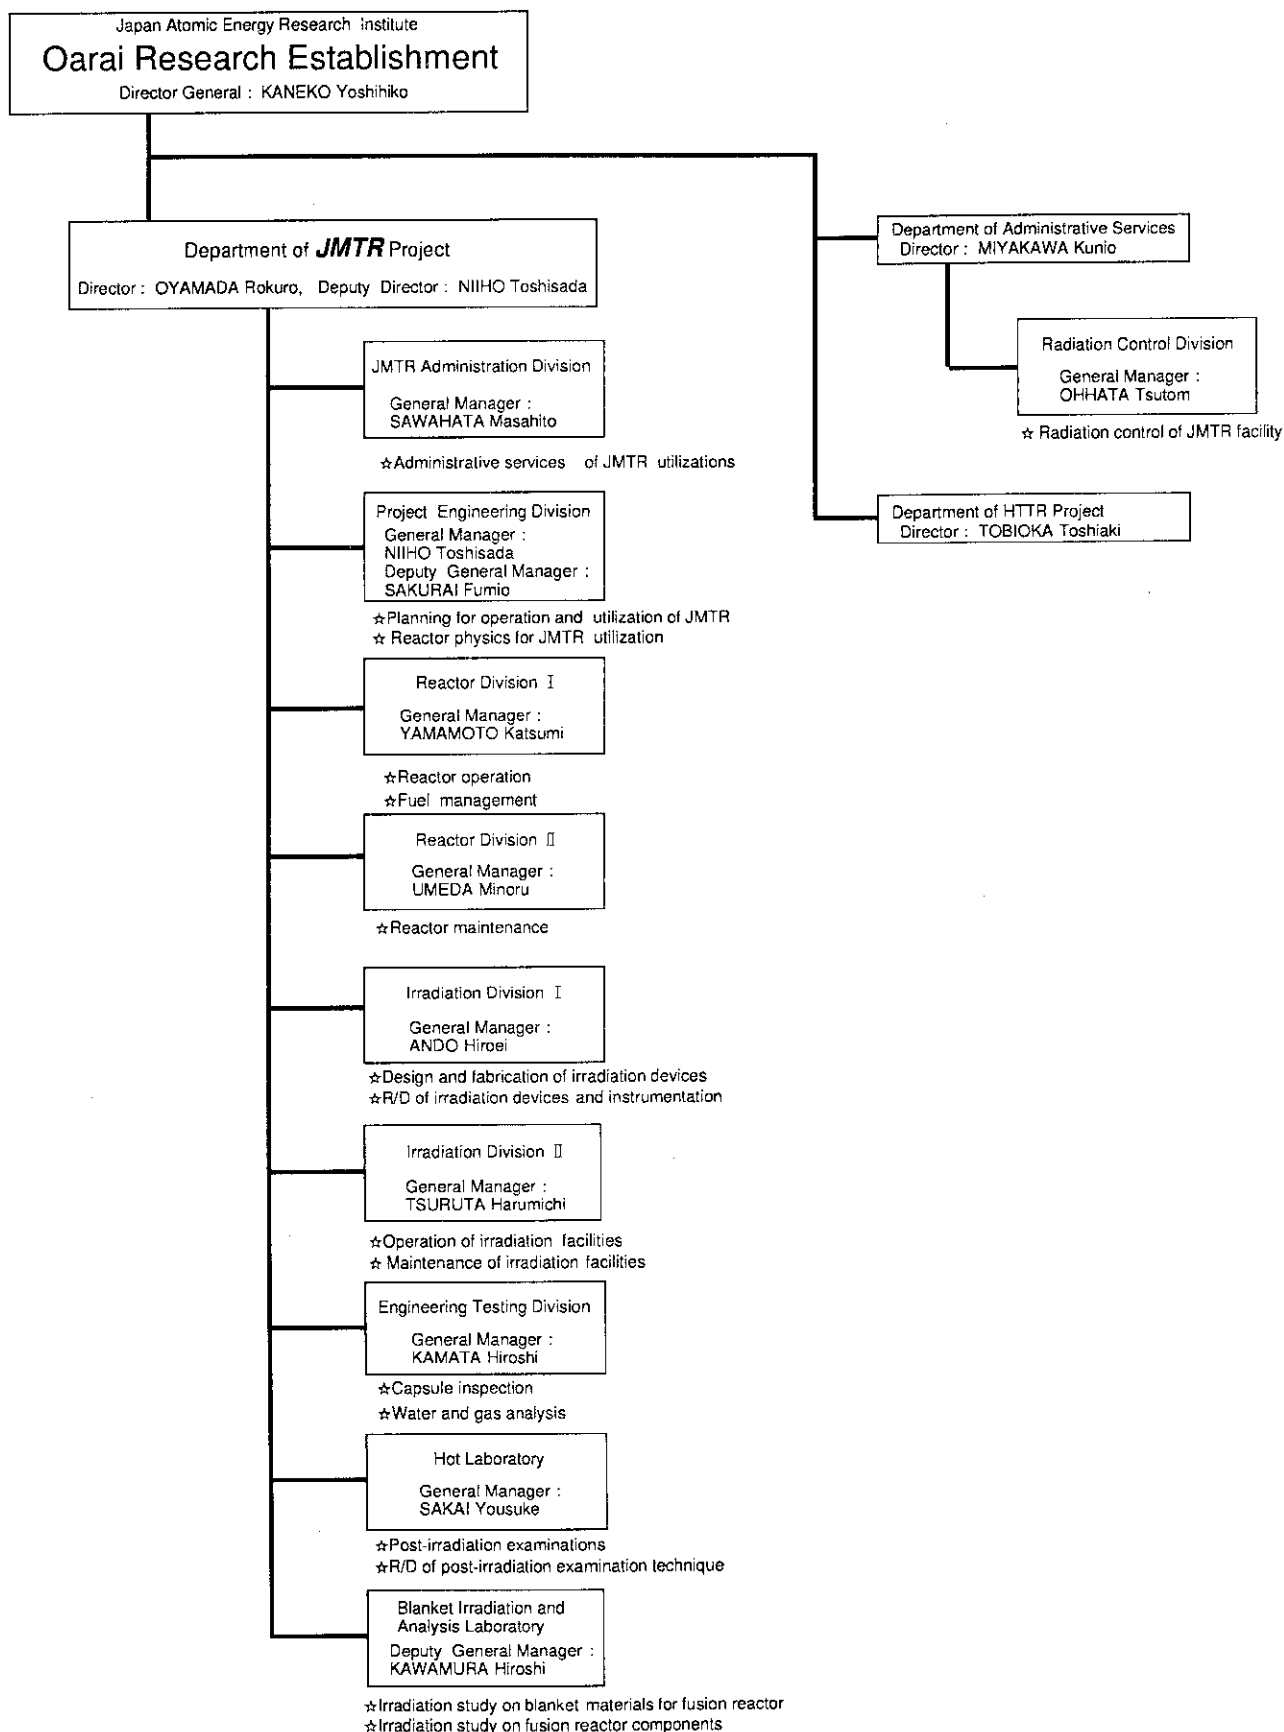 Japan Atomic Energy Research Institute
Oarai Research Establishment
Director General : KANEKO Yoshihiko
Department of JMTR Project
Director : OYAMADA Rokuro, Deputy Director : NIIHO Toshisada
Department of Administrative Services
Director : MIYAKAWA Kunio
Radiation Control Division
General Manager :
OHHATA Tsutom
☆ Radiation control of JMTR facility
Department of HTTR Project
Director : TOBIOKA Toshiaki
JMTR Administration Division
General Manager :
SAWAHATA Masahito
☆Administrative services of JMTR utilizations
Project Engineering Division
General Manager :
NIIHO Toshisada
Deputy General Manager :
SAKURAI Fumio
☆Planning for operation and utilization of JMTR
☆ Reactor physics for JMTR utilization
Reactor Division Ⅰ
General Manager :
YAMAMOTO Katsumi
☆Reactor operation
☆Fuel management
Reactor Division Ⅱ
General Manager :
UMEDA Minoru
☆Reactor maintenance
Irradiation Division Ⅰ
General Manager :
ANDO Hiroei
☆Design and fabrication of irradiation devices
☆R/D of irradiation devices and instrumentation
Irradiation Division Ⅱ
General Manager :
TSURUTA Harumichi
☆Operation of irradiation facilities
☆ Maintenance of irradiation facilities
Engineering Testing Division
General Manager :
KAMATA Hiroshi
☆Capsule inspection
☆Water and gas analysis
Hot Laboratory
General Manager :
SAKAI Yousuke
☆Post-irradiation examinations
☆R/D of post-irradiation examination technique
Blanket Irradiation and
Analysis Laboratory
Deputy General Manager :
KAWAMURA Hiroshi
☆Irradiation study on blanket materials for fusion reactor
☆Irradiation study on fusion reactor components